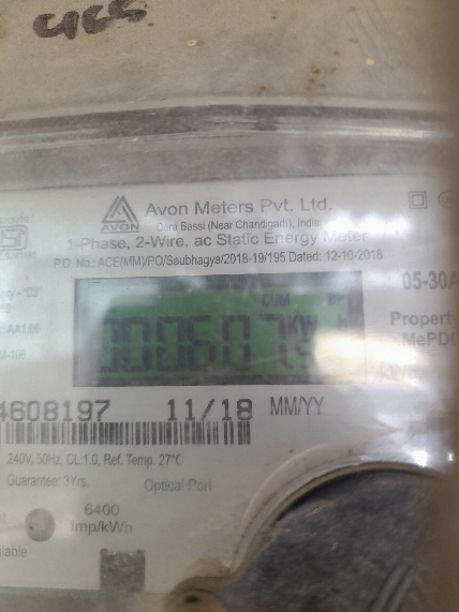 AVON
Avon Meters Pvt. Ltd.
Dera Bassi (Near Chandigarh), India
1-Phase, 2-Wire, ac Static Energy Meter
P.O. No.: ACE(MM)/PO/Saubhagya/2018-19/195 Dated: 12-10-2018
05-30A
CUM
KW
Property
MePDC
4608197 11/18 MM/YY
240V, 50Hz, CL:1.0, Ref. Temp. 27°C
Guarantee: 3Yrs. Optical Port
6400
imp/kWh